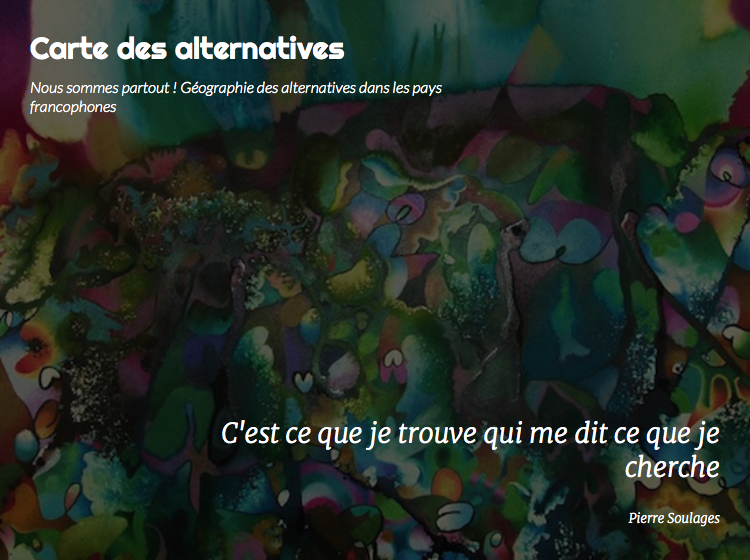 Carte des alternatives
Nous sommes partout ! Géographie des alternatives dans les pays
francophones
C'est ce que je trouve qui me dit ce que je
cherche
Pierre Soulages